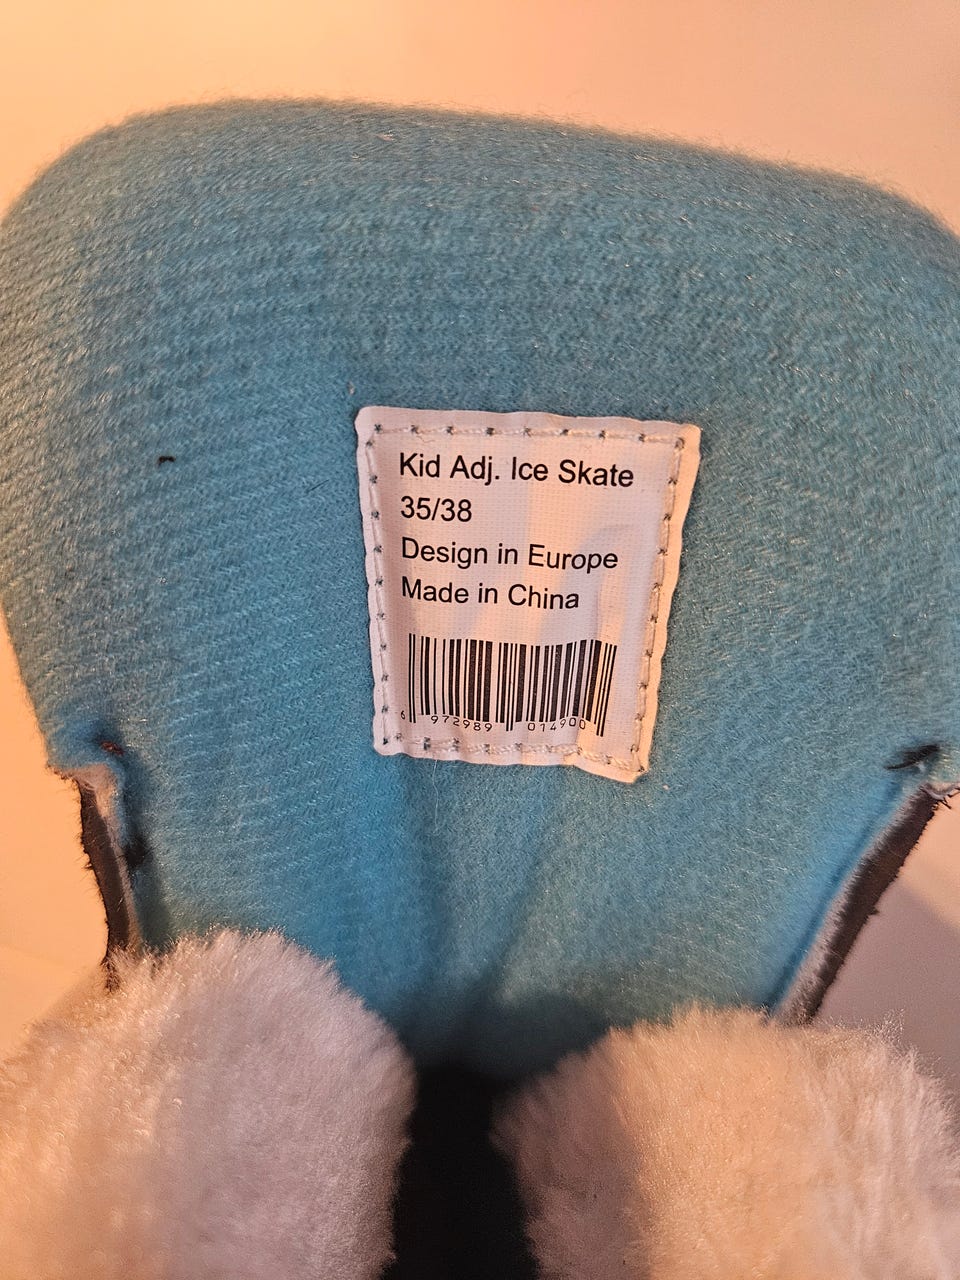 Kid Adj. Ice Skate
35/38
Design in Europe
Made in China
6 972989 014900